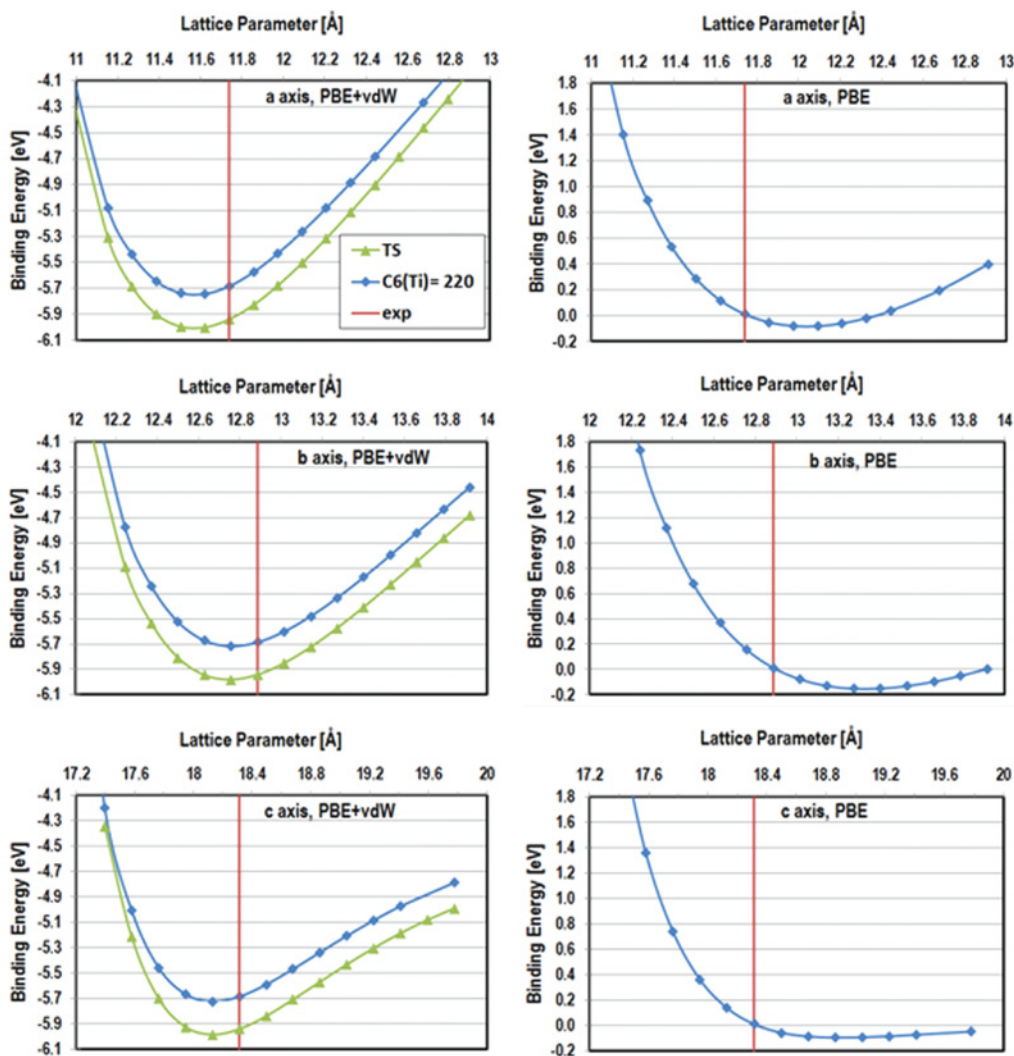 Lattice Parameter [Å]
11 11.2 11.4 11.6 11.8 12 12.2 12.4 12.6 12.8 13
-4.1
-4.3
-4.5
-4.7
-4.9
-5.1
-5.3
-5.5
-5.7
-5.9
-6.1
Binding Energy [eV]
a axis, PBE+vdW
TS
C6(Ti)= 220
exp
Lattice Parameter [Å]
11 11.2 11.4 11.6 11.8 12 12.2 12.4 12.6 12.8 13
1.8
1.6
1.4
1.2
1.0
0.8
0.6
0.4
0.2
0.0
-0.2
Binding Energy [eV]
a axis, PBE
Lattice Parameter [Å]
12 12.2 12.4 12.6 12.8 13 13.2 13.4 13.6 13.8 14
-4.1
-4.3
-4.5
-4.7
-4.9
-5.1
-5.3
-5.5
-5.7
-5.9
-6.1
Binding Energy [eV]
b axis, PBE+vdW
Lattice Parameter [Å]
12 12.2 12.4 12.6 12.8 13 13.2 13.4 13.6 13.8 14
1.8
1.6
1.4
1.2
1.0
0.8
0.6
0.4
0.2
0.0
-0.2
Binding Energy [eV]
b axis, PBE
Lattice Parameter [Å]
17.2 17.6 18 18.4 18.8 19.2 19.6 20
-4.1
-4.3
-4.5
-4.7
-4.9
-5.1
-5.3
-5.5
-5.7
-5.9
-6.1
Binding Energy [eV]
c axis, PBE+vdW
Lattice Parameter [Å]
17.2 17.6 18 18.4 18.8 19.2 19.6 20
1.8
1.6
1.4
1.2
1.0
0.8
0.6
0.4
0.2
0.0
-0.2
Binding Energy [eV]
c axis, PBE